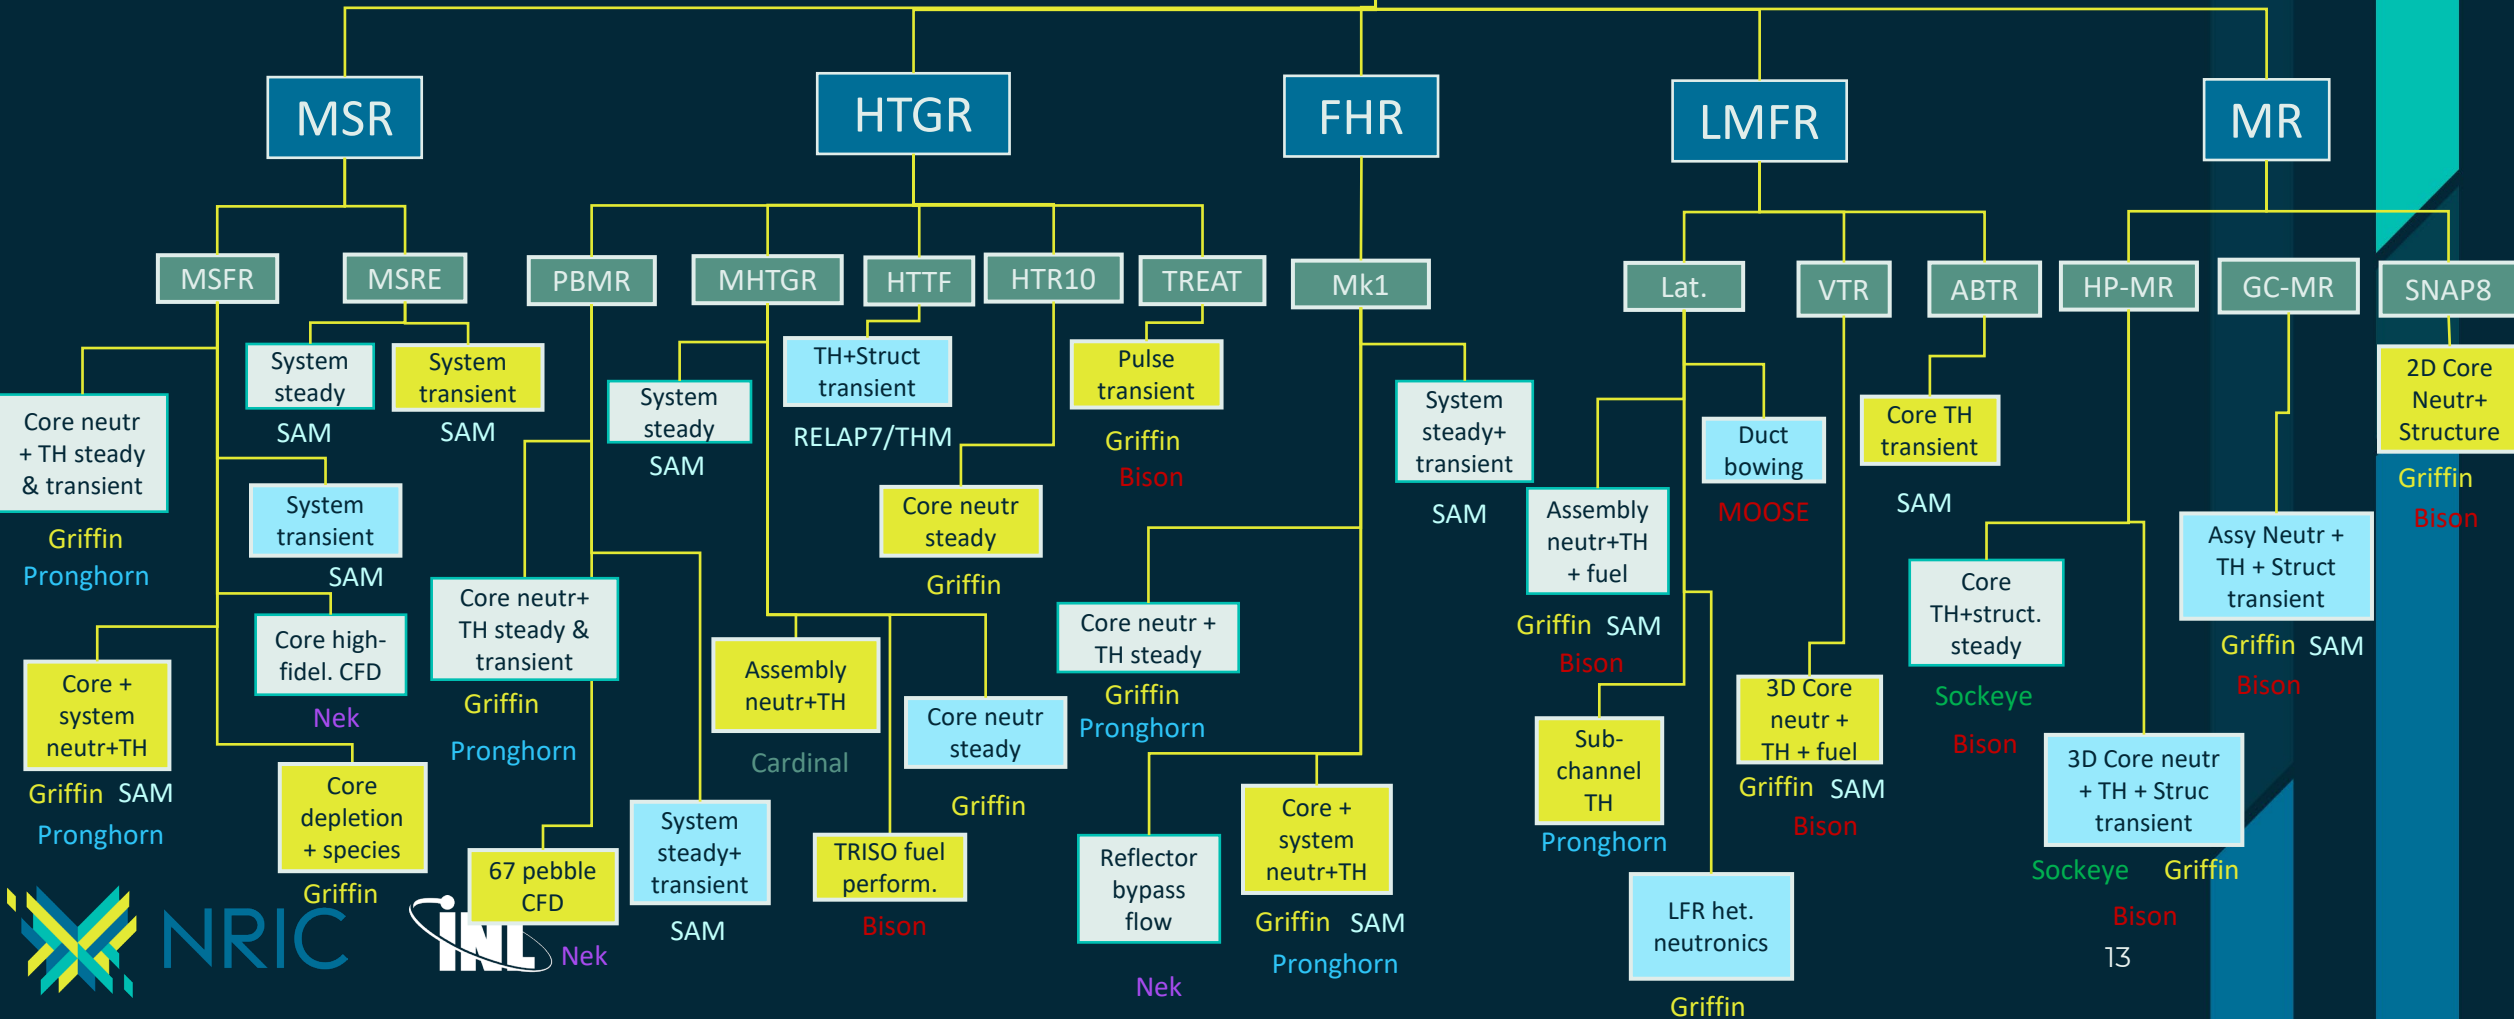 MSR
HTGR
FHR
LMFR
MR
MSFR
MSRE
PBMR
MHTGR
HTTF
HTR10
TREAT
Mk1
Lat.
VTR
ABTR
HP-MR
GC-MR
SNAP8
Core neutr
+ TH steady
& transient
Griffin
Pronghorn
System
transient
SAM
Core high-
fidel. CFD
Nek
Core +
system
neutr+TH
Griffin SAM
Pronghorn
Core
depletion
+ species
Griffin
System
steady
SAM
System
transient
SAM
Core neutr+
TH steady &
transient
Griffin
Pronghorn
67 pebble
CFD
Nek
System
steady+
transient
SAM
System
steady
SAM
Assembly
neutr+TH
Cardinal
TRISO fuel
perform.
Bison
Core neutr
steady
Griffin
TH+Struct
transient
RELAP7/THM
Core neutr
steady
Griffin
Pulse
transient
Griffin
Bison
System
steady+
transient
SAM
Core neutr +
TH steady
Griffin
Pronghorn
Reflector
bypass
flow
Nek
Core +
system
neutr+TH
Griffin SAM
Pronghorn
Assembly
neutr+TH
+ fuel
Griffin SAM
Bison
Duct
bowing
MOOSE
Sub-
channel
TH
Pronghorn
LFR het.
neutronics
Griffin
3D Core
neutr +
TH + fuel
Griffin SAM
Bison
Core TH
transient
SAM
Core
TH+struct.
steady
Sockeye
Bison
3D Core neutr
+ TH + Struc
transient
Sockeye Griffin
Bison
Assy Neutr +
TH + Struct
transient
Griffin SAM
Bison
2D Core
Neutr+
Structure
Griffin
Bison
NRIC
INL
13